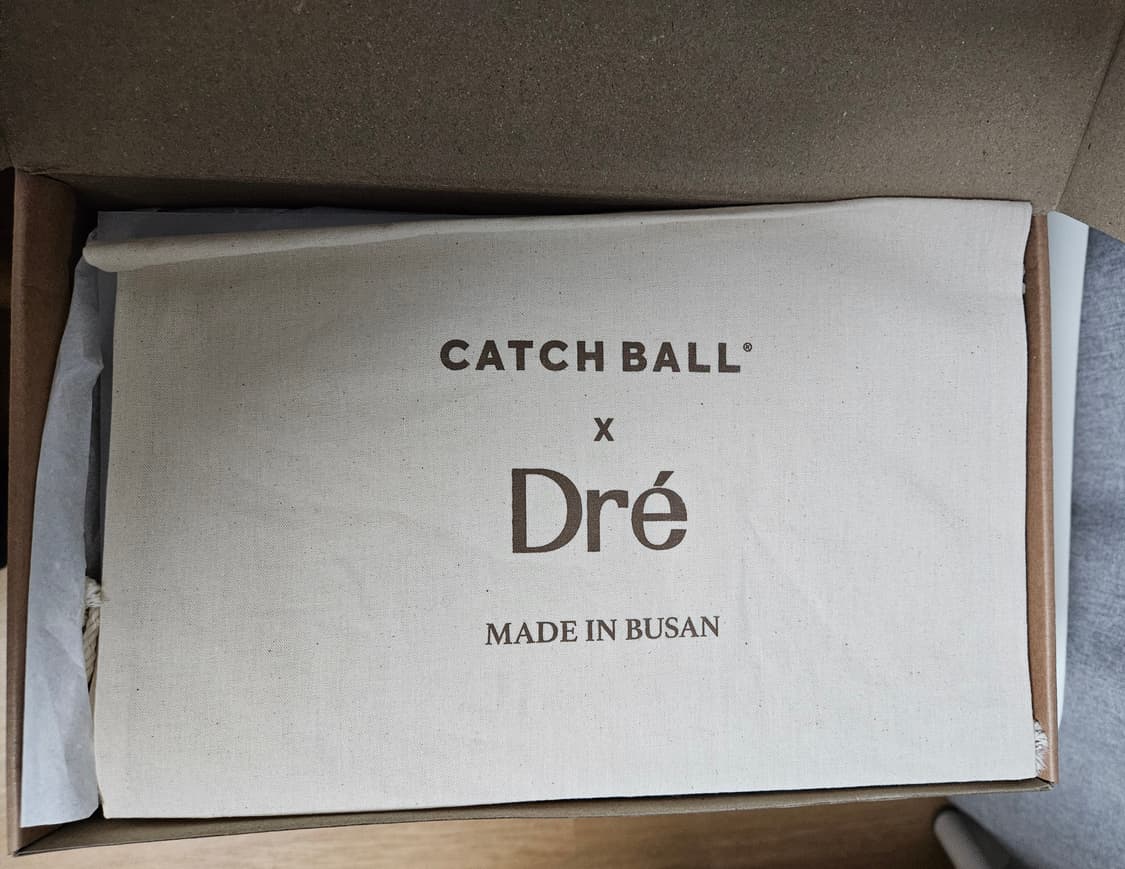 CATCH BALL®
x
Dré
MADE IN BUSAN